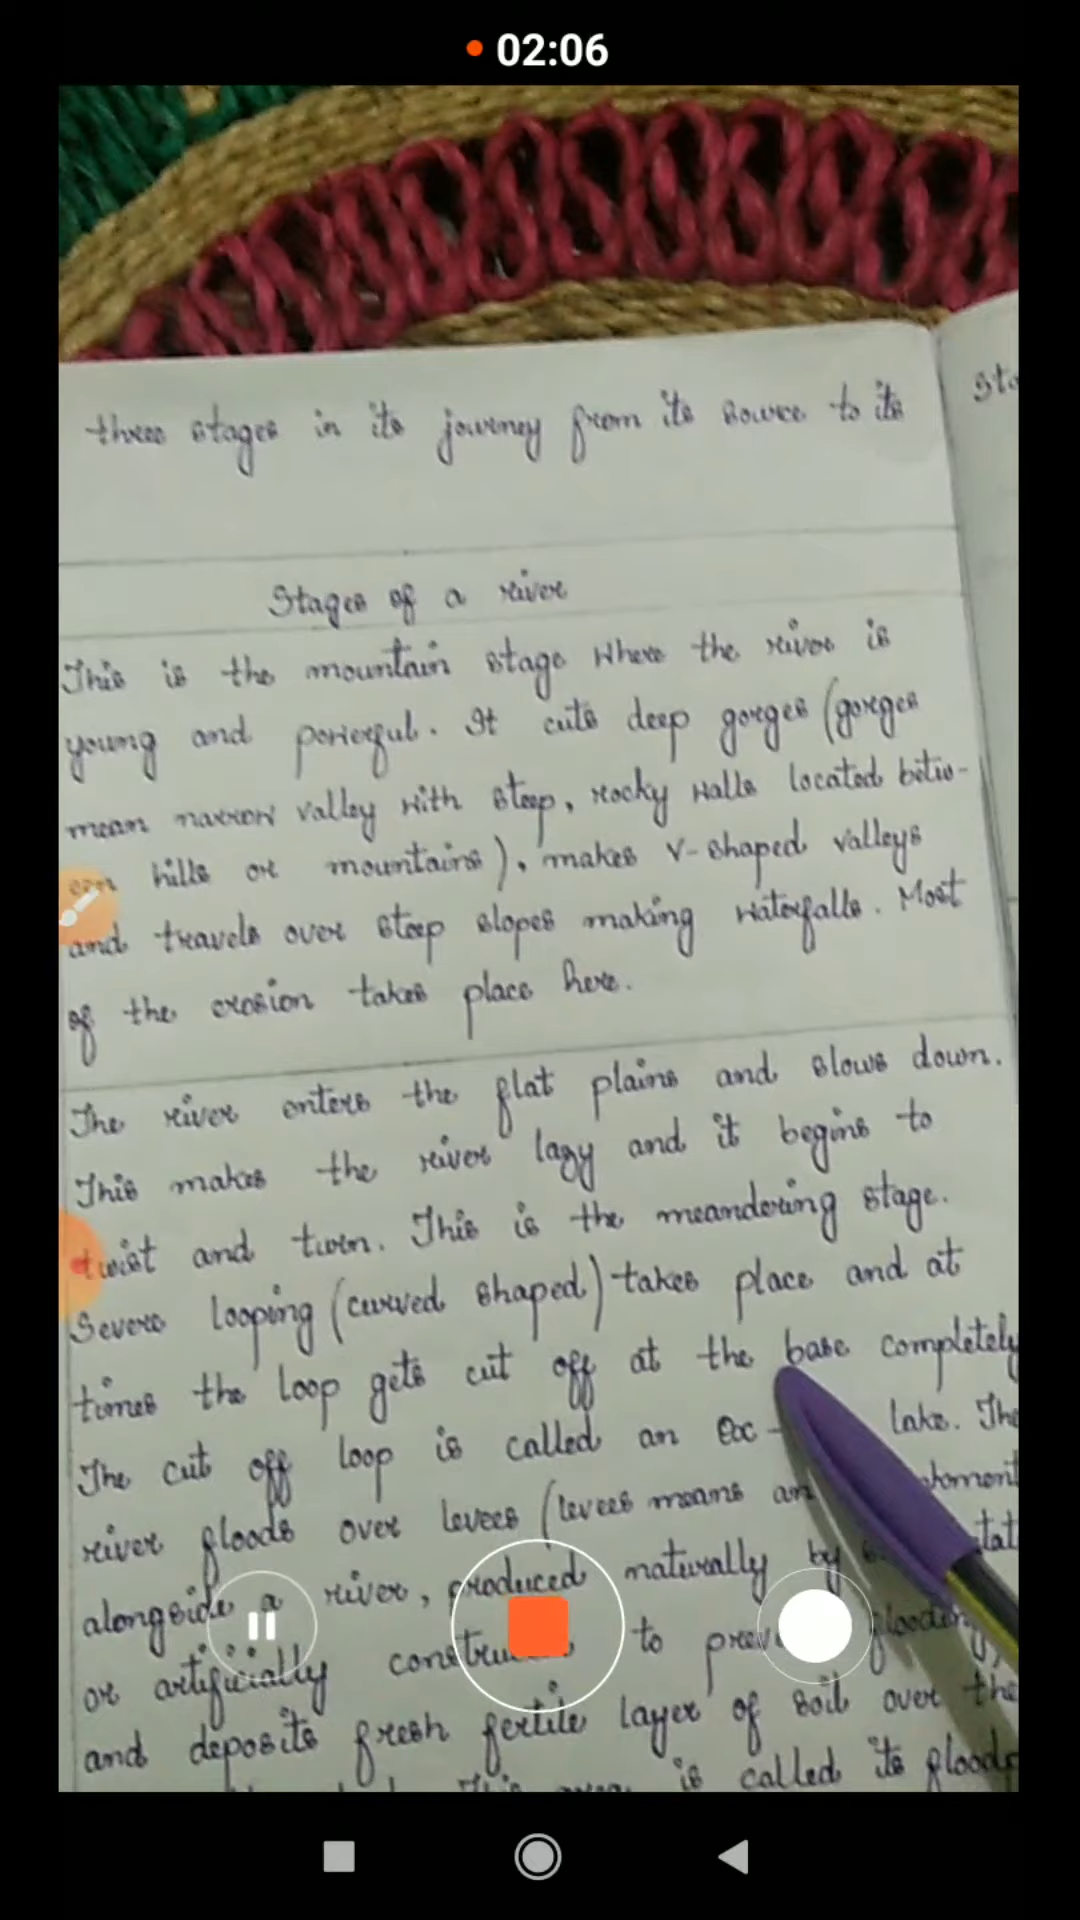 02:06
three stages in its journey from its source to its
Sto
Stages of a river
This is the mountain stage where the river is
young and powerful. It cuts deep gorges (gorges
mean narrow valley with steep, rocky walls located betw-
een hills or mountains), makes V-shaped valleys
and travels over steep slopes making waterfalls. Most
of the erosion takes place here.
The river enters the flat plains and slows down.
This makes the river lazy and it begins to
twist and turn. This is the meandering stage.
Severe looping (curved shaped) takes place and at
times the loop gets cut off at the base completely
The cut off loop is called an Ox- lake. The
river floods over levees (levees means an
alongside a river, produced naturally by
or artificially to flooding)
and deposits fresh fertile layer of soil over the
is called its floodp